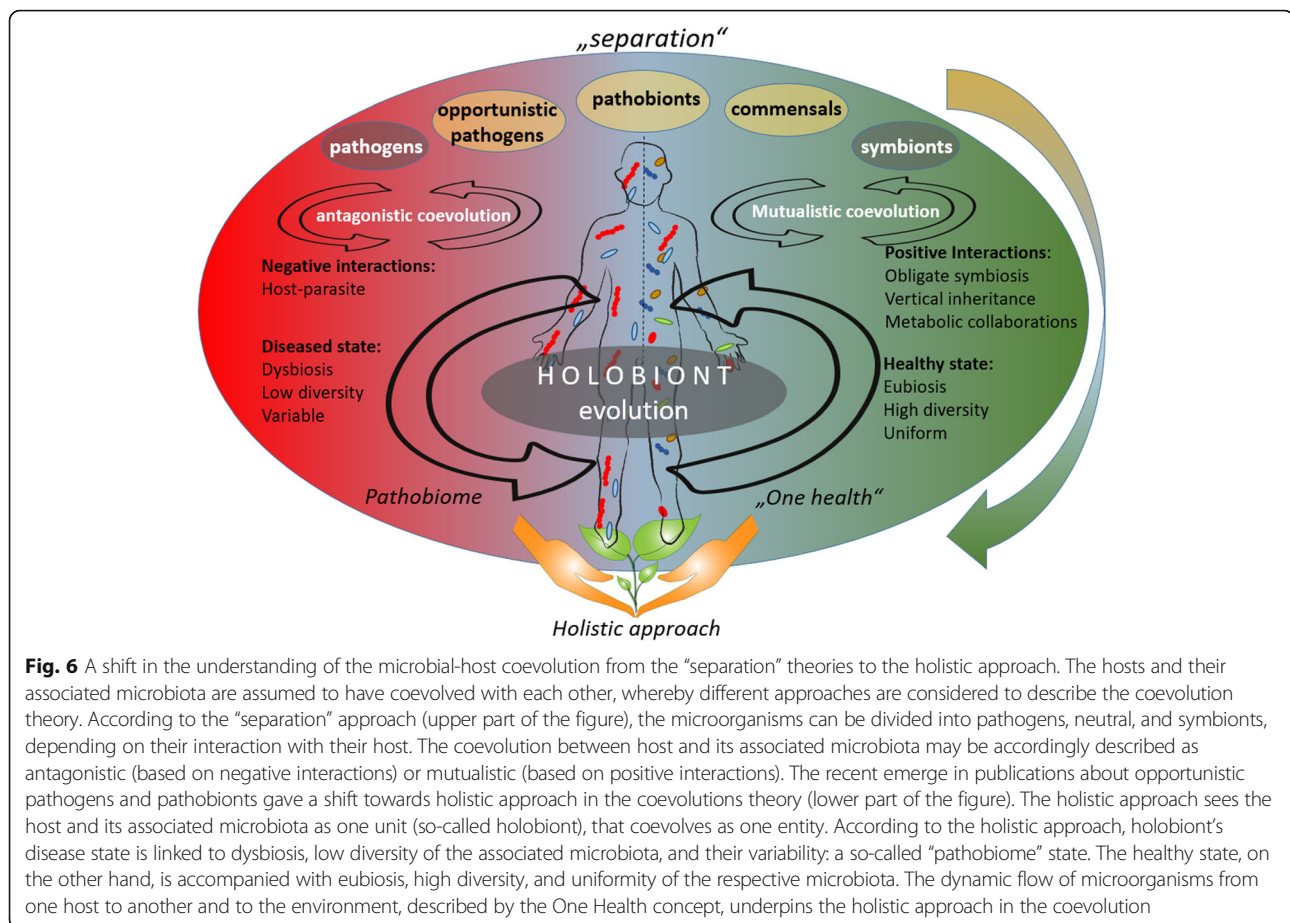 „separation“
pathobionts
opportunistic
pathogens
commensals
pathogens
symbionts
antagonistic coevolution
Mutualistic coevolution
Negative interactions:
Host-parasite
Positive Interactions:
Obligate symbiosis
Vertical inheritance
Metabolic collaborations
Diseased state:
Dysbiosis
Low diversity
Variable
Healthy state:
Eubiosis
High diversity
Uniform
HOLOBIONT
evolution
Pathobiome
„One health“
Holistic approach
Fig. 6 A shift in the understanding of the microbial-host coevolution from the “separation” theories to the holistic approach. The hosts and their
associated microbiota are assumed to have coevolved with each other, whereby different approaches are considered to describe the coevolution
theory. According to the “separation” approach (upper part of the figure), the microorganisms can be divided into pathogens, neutral, and symbionts,
depending on their interaction with their host. The coevolution between host and its associated microbiota may be accordingly described as
antagonistic (based on negative interactions) or mutualistic (based on positive interactions). The recent emerge in publications about opportunistic
pathogens and pathobionts gave a shift towards holistic approach in the coevolutions theory (lower part of the figure). The holistic approach sees the
host and its associated microbiota as one unit (so-called holobiont), that coevolves as one entity. According to the holistic approach, holobiont’s
disease state is linked to dysbiosis, low diversity of the associated microbiota, and their variability: a so-called “pathobiome” state. The healthy state, on
the other hand, is accompanied with eubiosis, high diversity, and uniformity of the respective microbiota. The dynamic flow of microorganisms from
one host to another and to the environment, described by the One Health concept, underpins the holistic approach in the coevolution